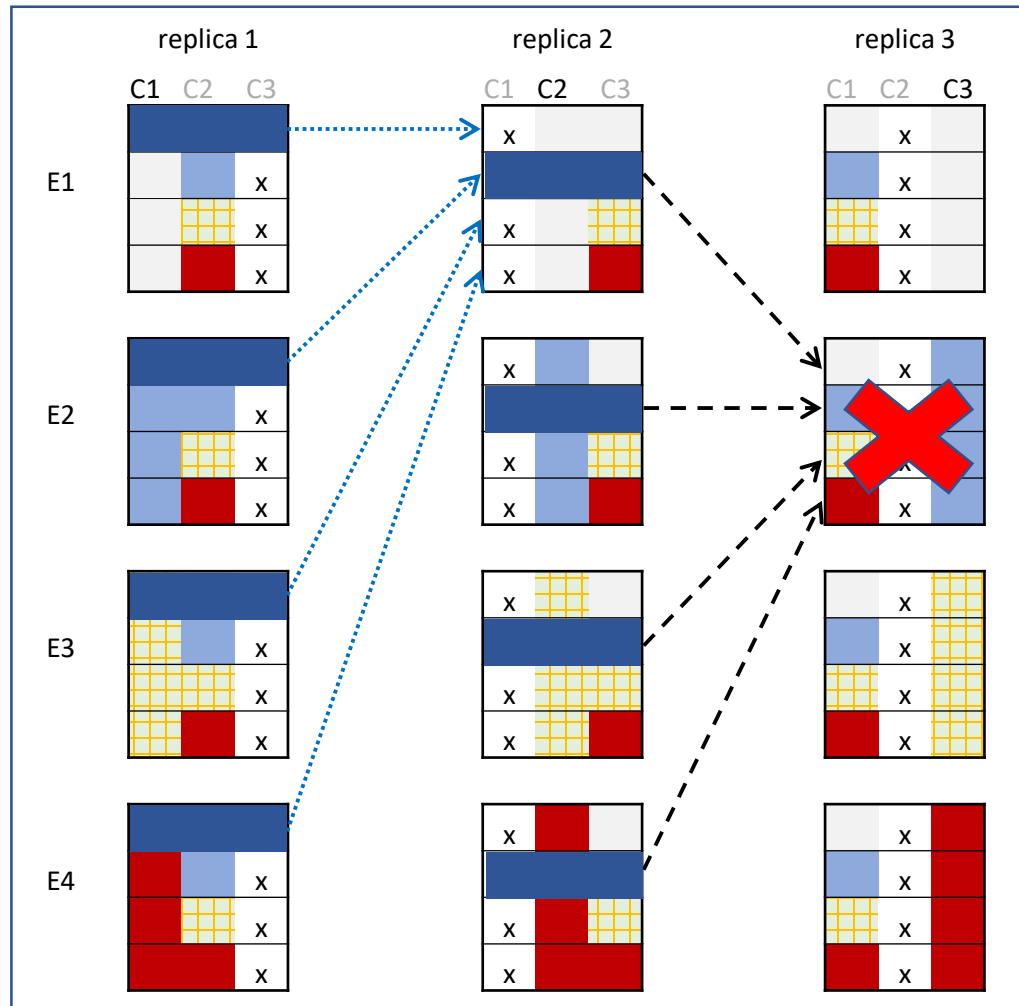 replica 1 replica 2 replica 3
C1 C2 C3 C1 C2 C3 C1 C2 C3
x x
E1 x x
x x x
x x x
x x
E2 x x
x x x
x x x
x x
E3 x x
x x x
x x x
x x
E4 x x
x x x
x x x